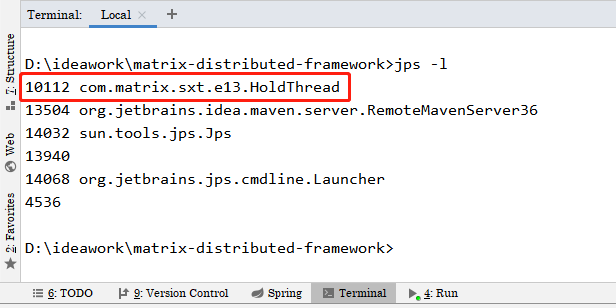 Terminal: Local ×
D:\ideawork\matrix-distributed-framework>jps -l
10112 com.matrix.sxt.e13.HoldThread
13504 org.jetbrains.idea.maven.server.RemoteMavenServer36
14032 sun.tools.jps.Jps
13940
14068 org.jetbrains.jps.cmdline.Launcher
4536
D:\ideawork\matrix-distributed-framework>
7: Structure
Web
2: Favorites
6: TODO 9: Version Control Spring Terminal 4: Run